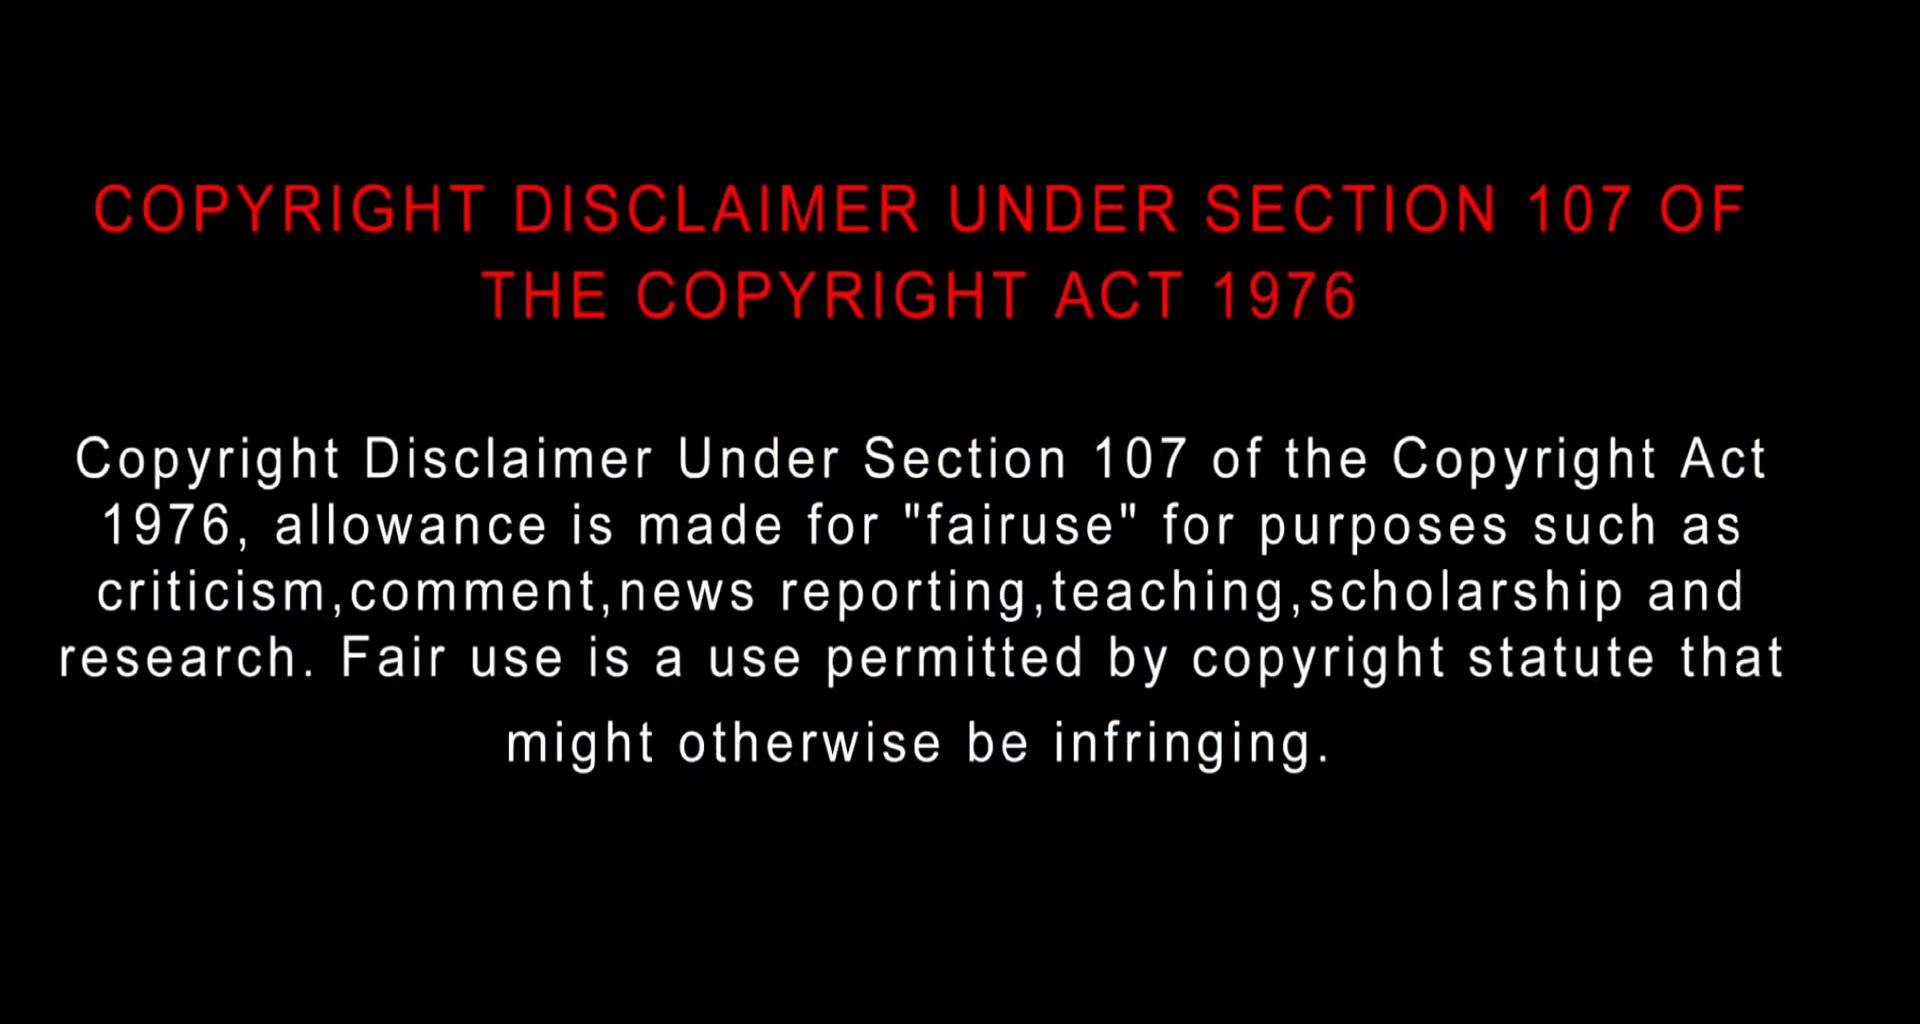 COPYRIGHT DISCLAIMER UNDER SECTION 107 OF
THE COPYRIGHT ACT 1976
Copyright Disclaimer Under Section 107 of the Copyright Act
1976, allowance is made for "fairuse" for purposes such as
criticism,comment,news reporting,teaching,scholarship and
research. Fair use is a use permitted by copyright statute that
might otherwise be infringing.